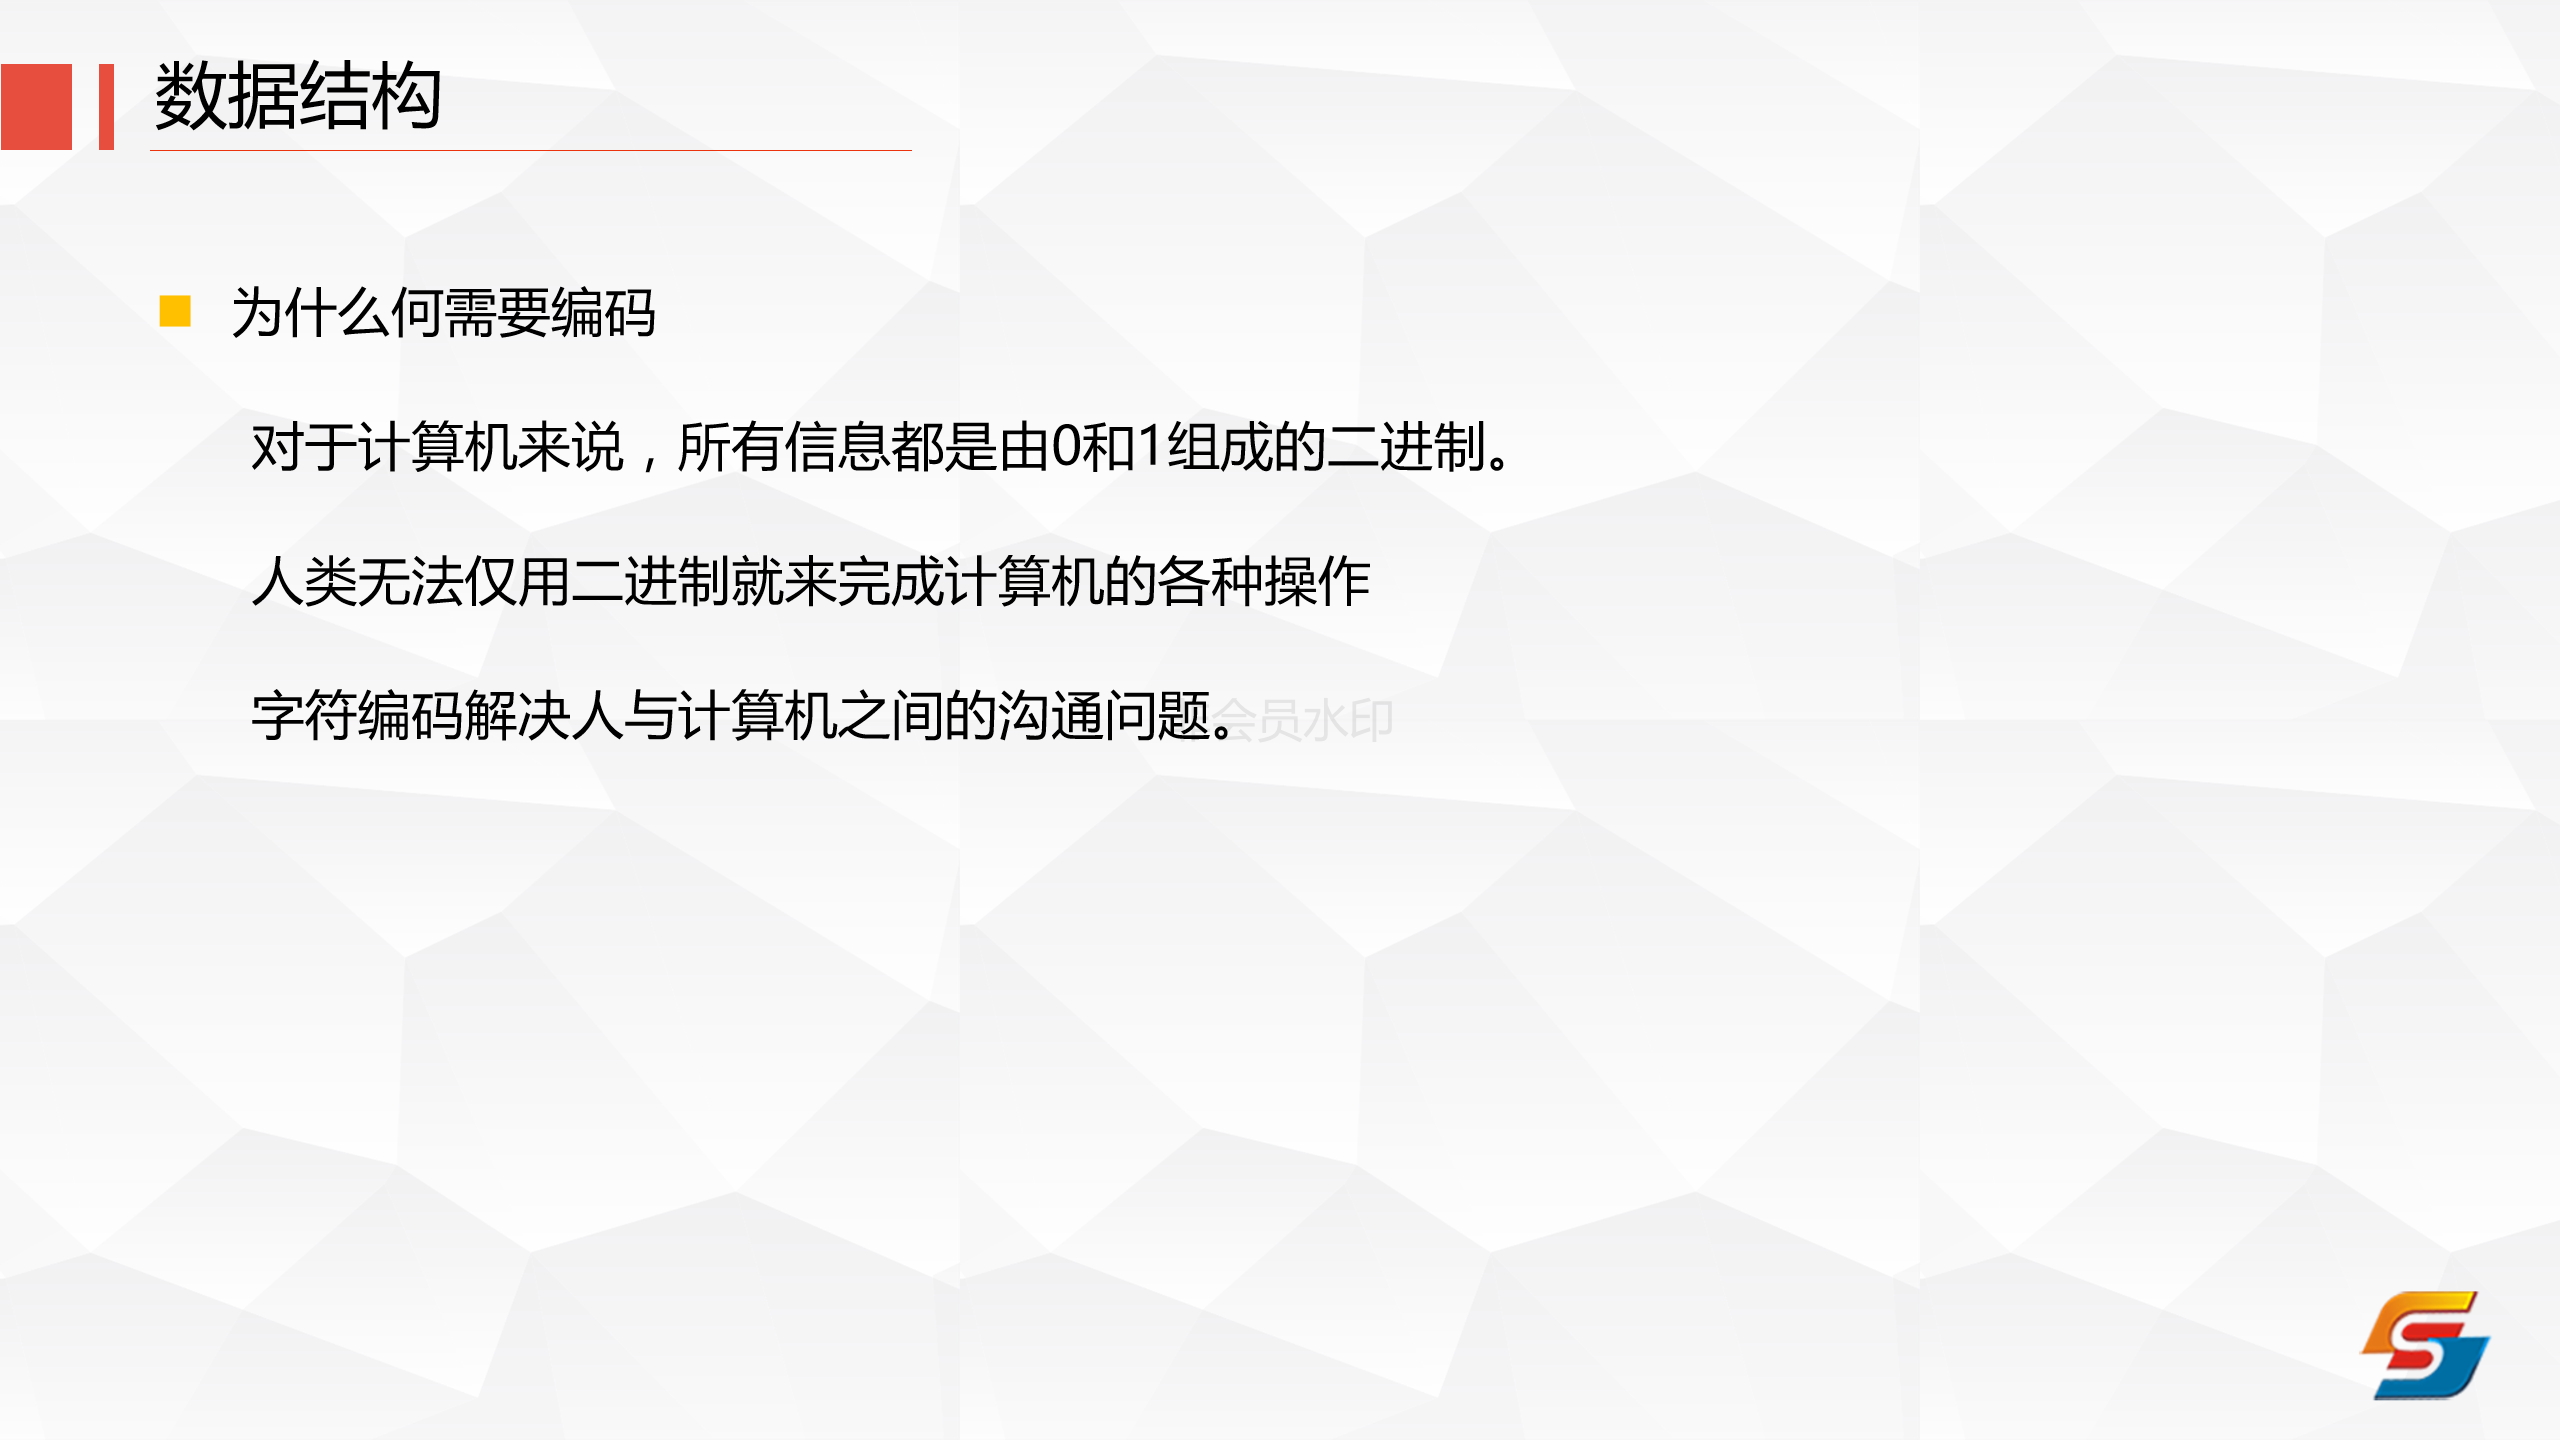 数据结构
为什么何需要编码
对于计算机来说，所有信息都是由0和1组成的二进制。
人类无法仅用二进制就来完成计算机的各种操作
字符编码解决人与计算机之间的沟通问题。
会员水印